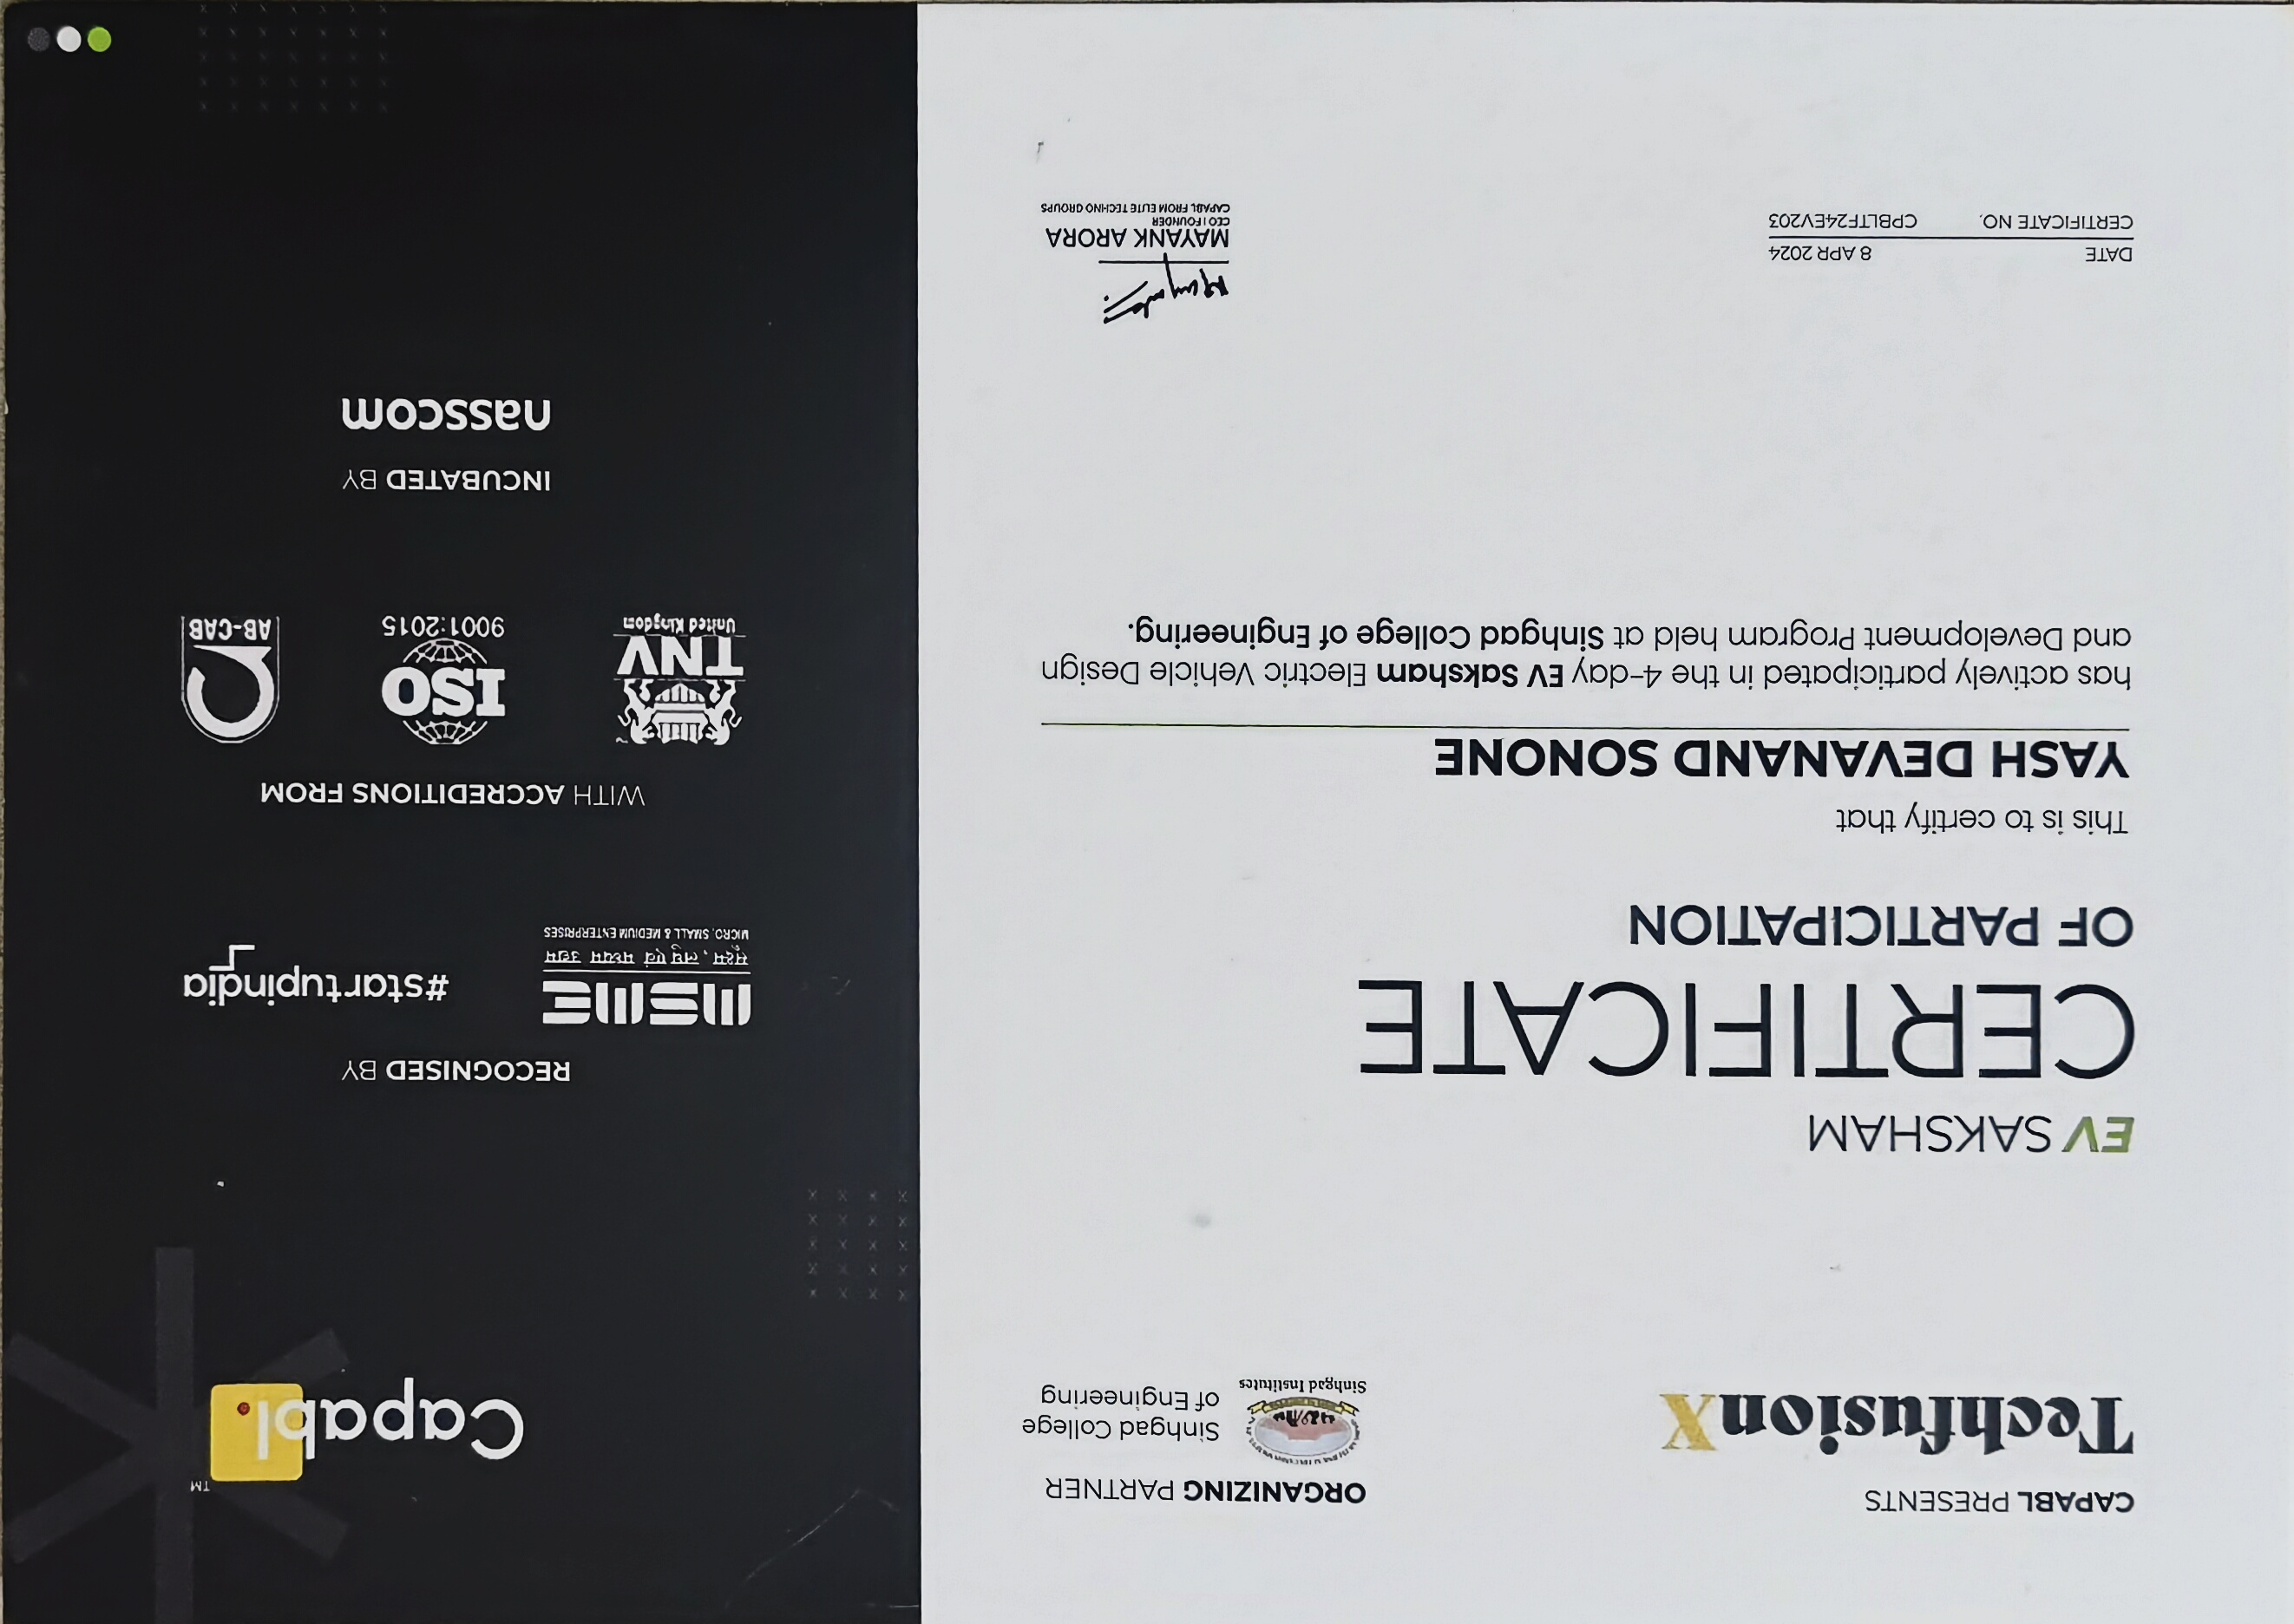 CAPABL PRESENTS
TechfusionX
ORGANIZING PARTNER
Sinhgad Institutes
Sinhgad College
of Engineering
EV SAKSHAM
CERTIFICATE
OF PARTICIPATION
This is to certify that
YASH DEVANAND SONONE
has actively participated in the 4-day EV Saksham Electric Vehicle Design
and Development Program held at Sinhgad College of Engineering.
DATE 8 APR 2024
CERTIFICATE NO. CPBLTF24EV203
Mayank
MAYANK ARORA
CEO | FOUNDER
CAPABL FROM ELITE TECHNO GROUPS
Capabl.
TM
RECOGNISED BY
MSME
सूक्ष्म, लघु एवं मध्यम उद्यम
MICRO, SMALL & MEDIUM ENTERPRISES
#startupindia
WITH ACCREDITIONS FROM
TNV
United Kingdom
ISO
9001:2015
AB-CAB
INCUBATED BY
nasscom